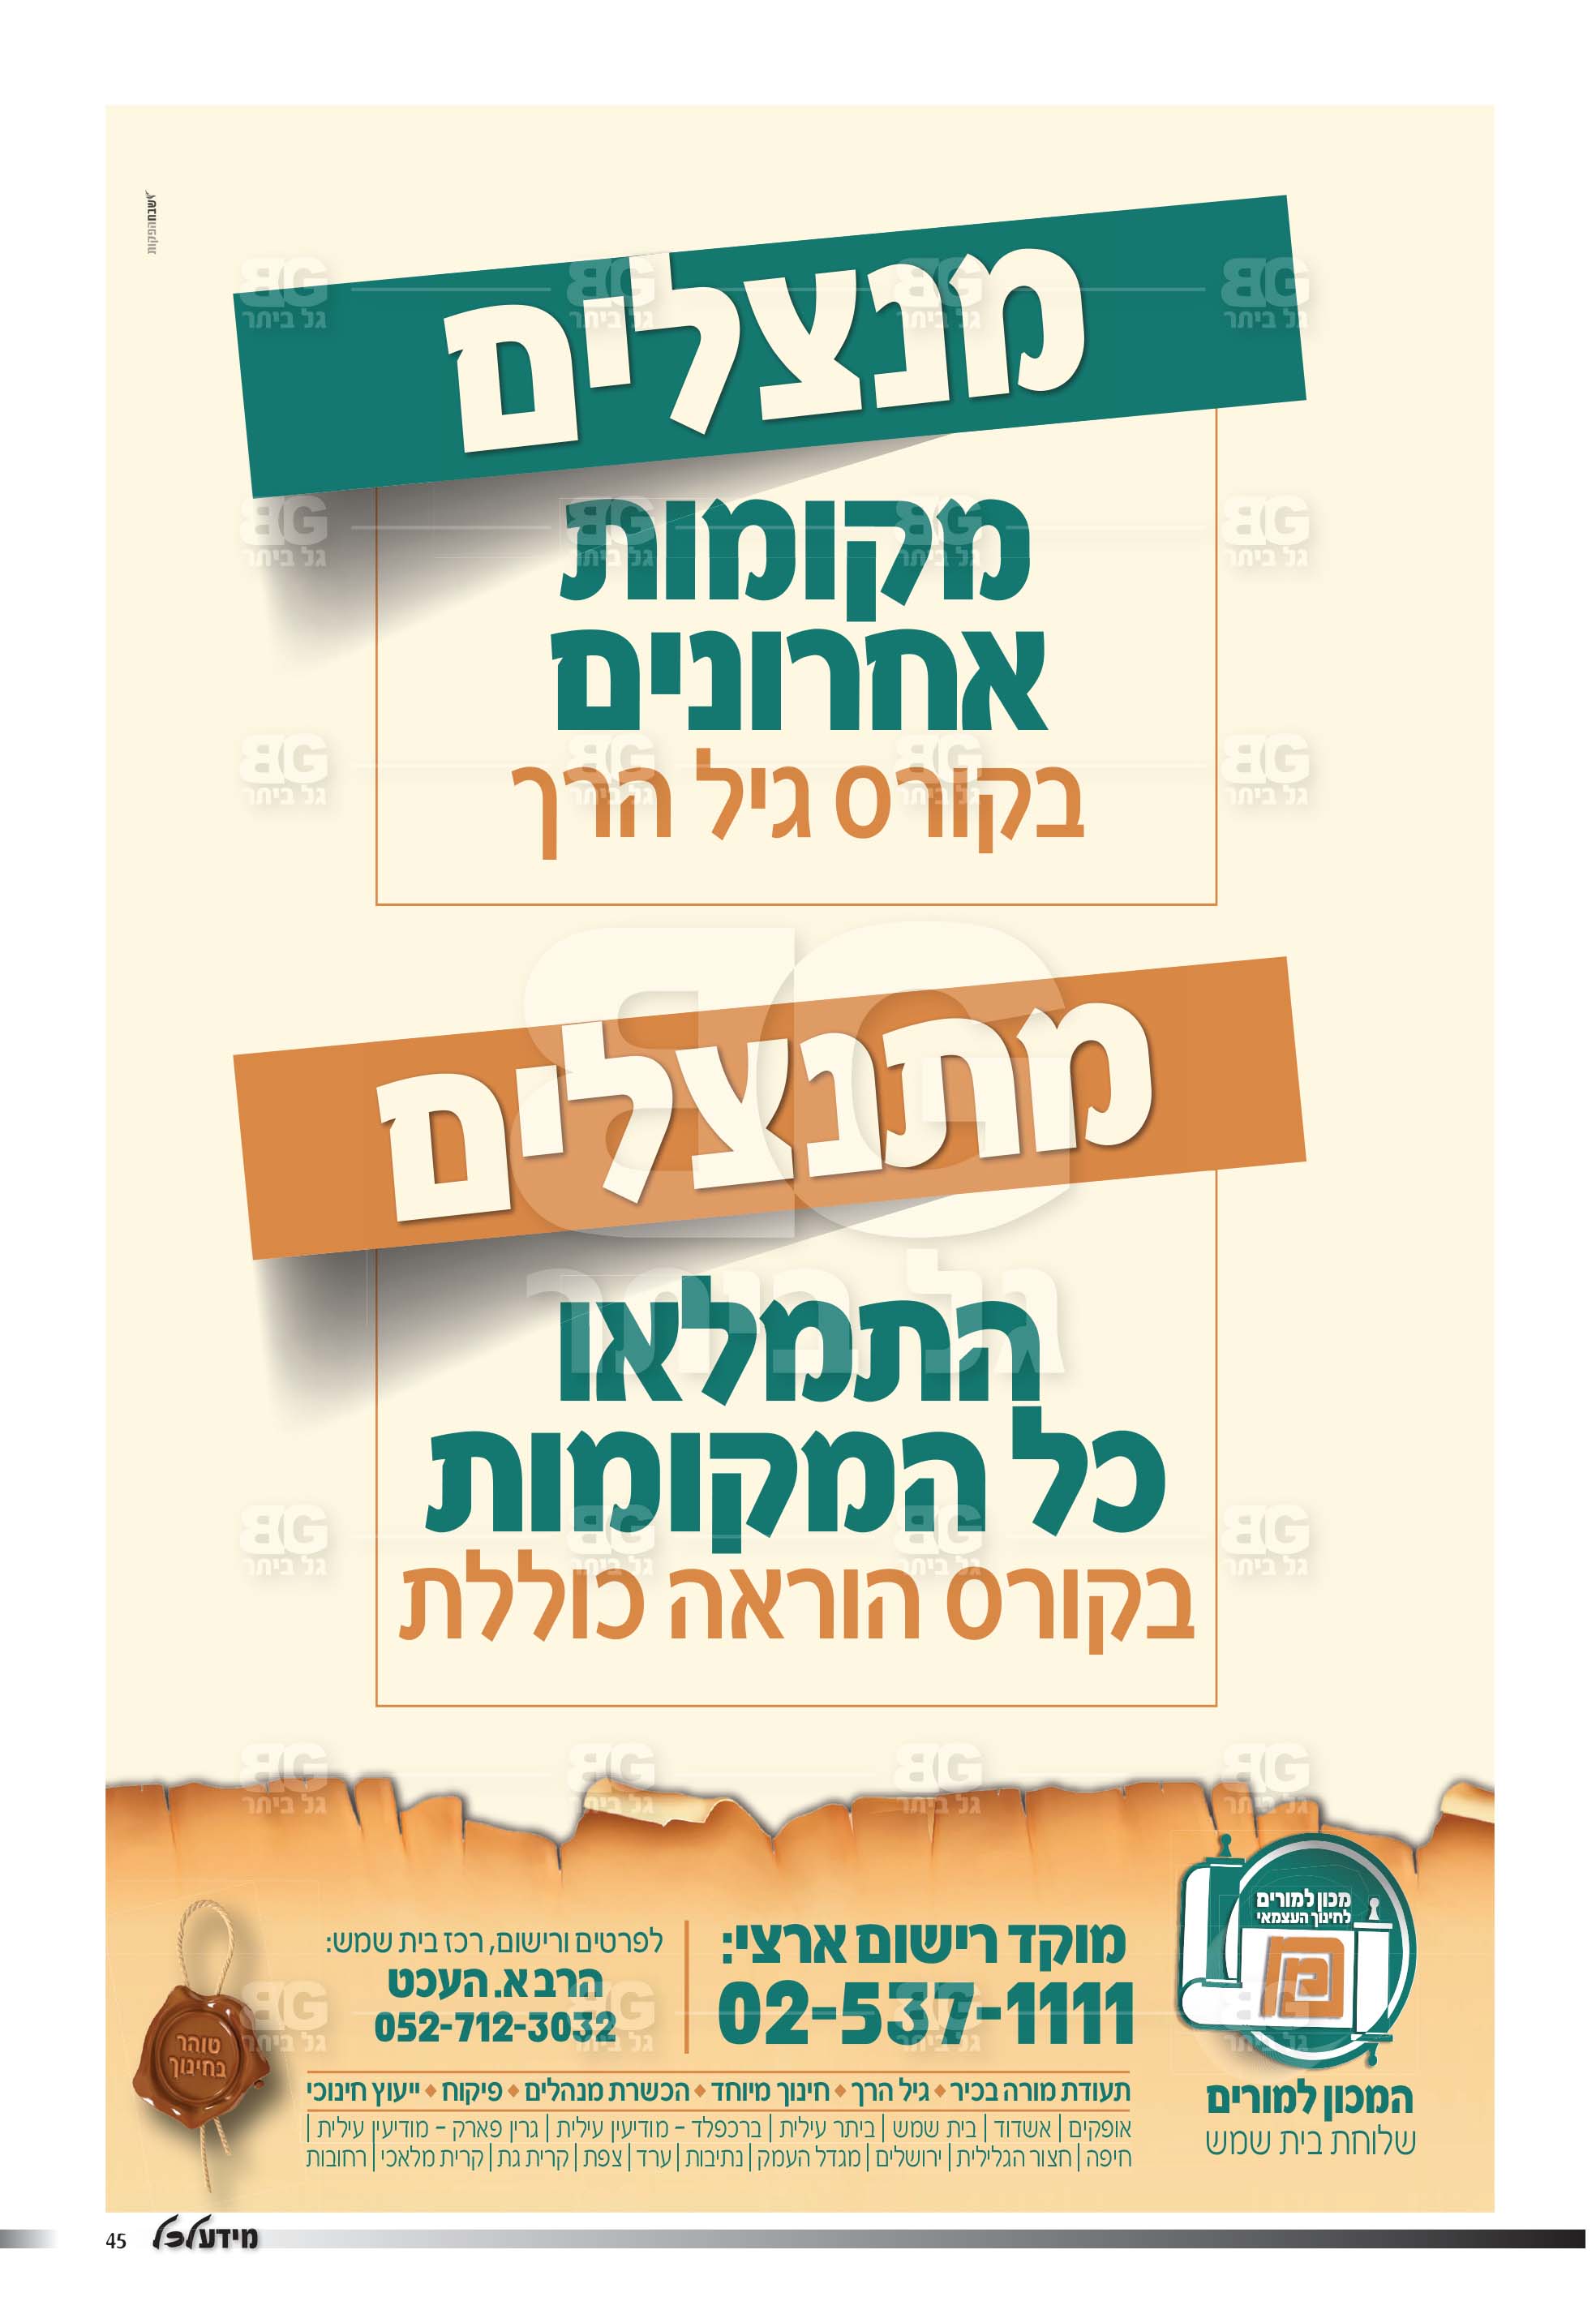 מנצלים
מקומות
אחרונים
בקורס גיל הרך
מתנצלים
התמלאו
כל המקומות
בקורס הוראה כוללת
מכון למורים
לחינוך העצמאי
המכון למורים
שלוחת בית שמש
מוקד רישום ארצי:
02-537-1111
לפרטים ורישום, רכז בית שמש:
הרב א. העכט
052-712-3032
תעודת מורה בכיר ♦ גיל הרך ♦ חינוך מיוחד ♦ הכשרת מנהלים ♦ פיקוח ♦ ייעוץ חינוכי
אופקים | אשדוד | בית שמש | ביתר עילית | ברכפלד - מודיעין עילית | גרין פארק - מודיעין עילית |
חיפה | חצור הגלילית | ירושלים | מגדל העמק | נתיבות | ערד | צפת | קרית גת | קרית מלאכי | רחובות
טוהר
בחינוך
BG
גל ביתר
מידע לכל
45